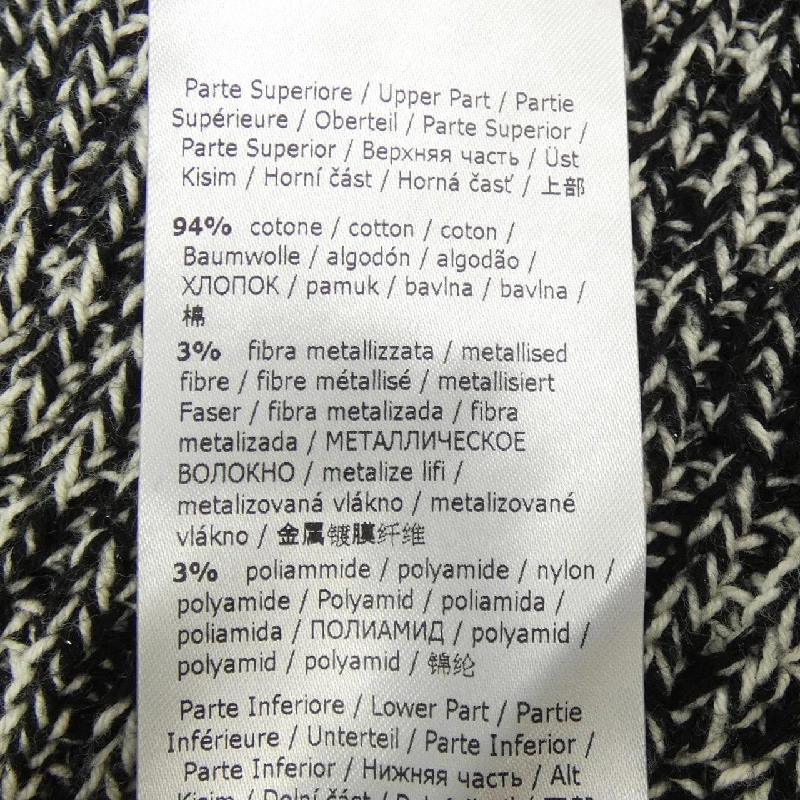 Parte Superiore / Upper Part / Partie
Supérieure / Oberteil / Parte Superior /
Parte Superior / Верхняя часть / Üst
Kisim / Horní část / Horná časť / 上部
94% cotone / cotton / coton /
Baumwolle / algodón / algodão /
ХЛОПОК / pamuk / bavlna / bavlna /
棉
3% fibra metallizzata / metallised
fibre / fibre métallisé / metallisiert
Faser / fibra metalizada / fibra
metalizada / МЕТАЛЛИЧЕСКОЕ
ВОЛОКНО / metalize lifi /
metalizovaná vlákno / metalizované
vlákno / 金属镀膜纤维
3% poliammide / polyamide / nylon /
polyamide / Polyamid / poliamida /
poliamida / ПОЛИАМИД / polyamid /
polyamid / polyamid / 锦纶
Parte Inferiore / Lower Part / Partie
Inférieure / Unterteil / Parte Inferior /
Parte Inferior / Нижняя часть / Alt
Kisim / Dolní část /